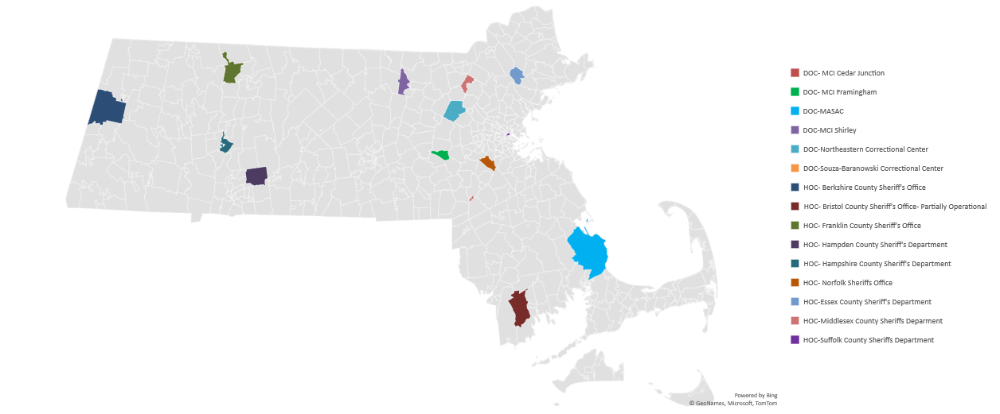 DOC- MCI Cedar Junction
DOC- MCI Framingham
DOC-MASAC
DOC-MCI Shirley
DOC-Northeastern Correctional Center
DOC-Souza-Baranowski Correctional Center
HOC- Berkshire County Sheriff's Office
HOC- Bristol County Sheriff's Office- Partially Operational
HOC- Franklin County Sheriff's Office
HOC- Hampden County Sheriff's Department
HOC- Hampshire County Sheriff's Department
HOC- Norfolk Sheriffs Office
HOC-Essex County Sheriff's Department
HOC-Middlesex County Sheriffs Deparment
HOC-Suffolk County Sheriffs Department
Powered by Bing
© GeoNames, Microsoft, TomTom